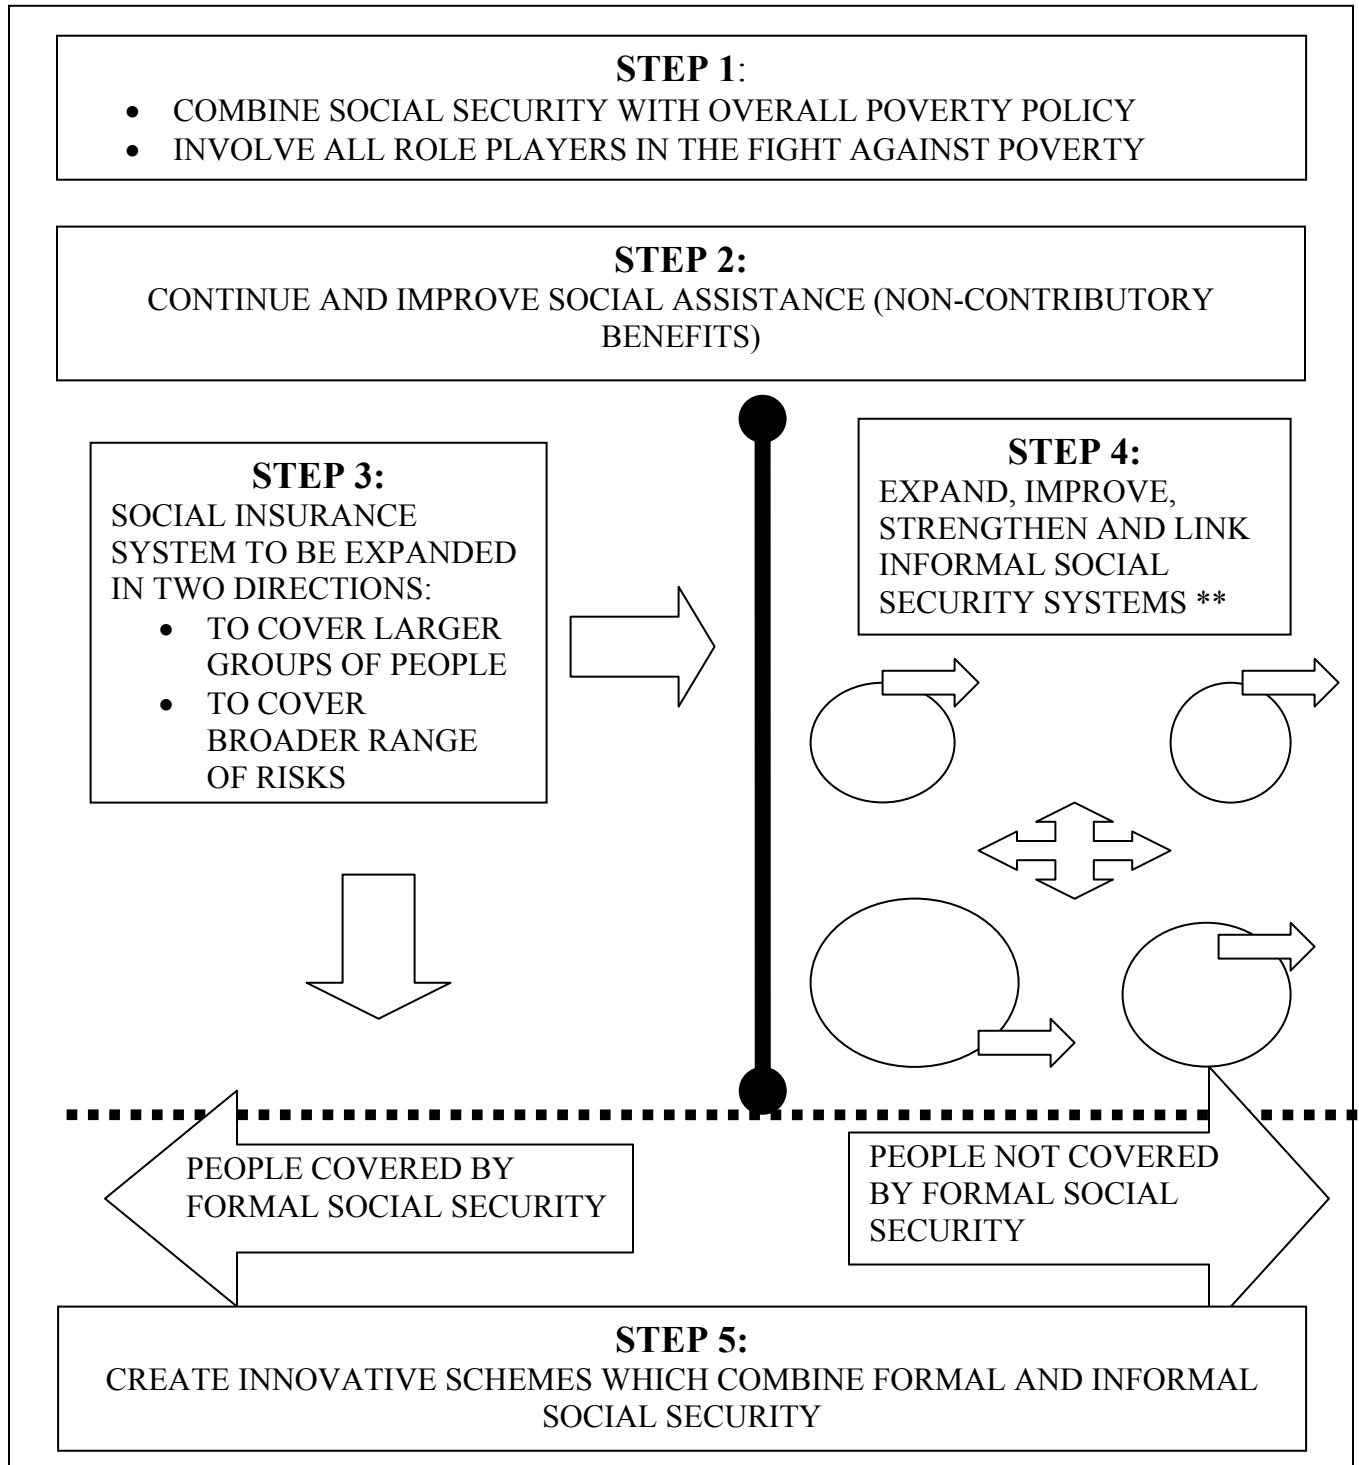 STEP 1:
• COMBINE SOCIAL SECURITY WITH OVERALL POVERTY POLICY
• INVOLVE ALL ROLE PLAYERS IN THE FIGHT AGAINST POVERTY
STEP 2:
CONTINUE AND IMPROVE SOCIAL ASSISTANCE (NON-CONTRIBUTORY
BENEFITS)
STEP 3:
SOCIAL INSURANCE
SYSTEM TO BE EXPANDED
IN TWO DIRECTIONS:
• TO COVER LARGER
GROUPS OF PEOPLE
• TO COVER
BROADER RANGE
OF RISKS
STEP 4:
EXPAND, IMPROVE,
STRENGTHEN AND LINK
INFORMAL SOCIAL
SECURITY SYSTEMS **
PEOPLE COVERED BY
FORMAL SOCIAL SECURITY
PEOPLE NOT COVERED
BY FORMAL SOCIAL
SECURITY
STEP 5:
CREATE INNOVATIVE SCHEMES WHICH COMBINE FORMAL AND INFORMAL
SOCIAL SECURITY